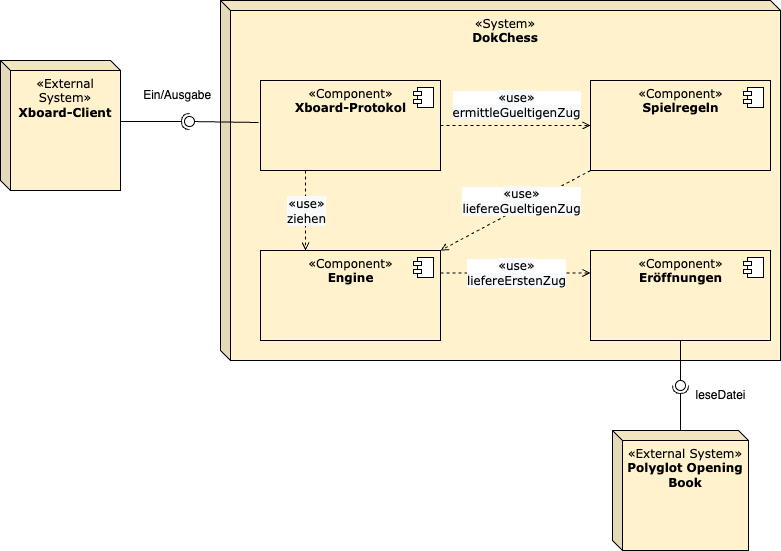 «System»
DokChess
«External
System»
Xboard-Client
Ein/Ausgabe
«Component»
Xboard-Protokol
«use»
ermittleGueltigenZug
«Component»
Spielregeln
«use»
ziehen
«use»
liefereGueltigenZug
«Component»
Engine
«use»
liefereErstenZug
«Component»
Eröffnungen
leseDatei
«External System»
Polyglot Opening
Book